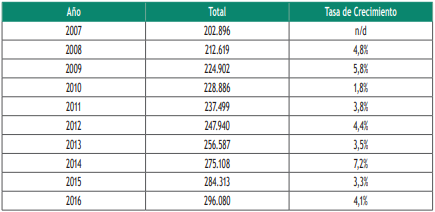 Año Total Tasa de Crecimiento
2007 202.896 n/d
2008 212.619 4,8%
2009 224.902 5,8%
2010 228.886 1,8%
2011 237.499 3,8%
2012 247.940 4,4%
2013 256.587 3,5%
2014 275.108 7,2%
2015 284.313 3,3%
2016 296.080 4,1%